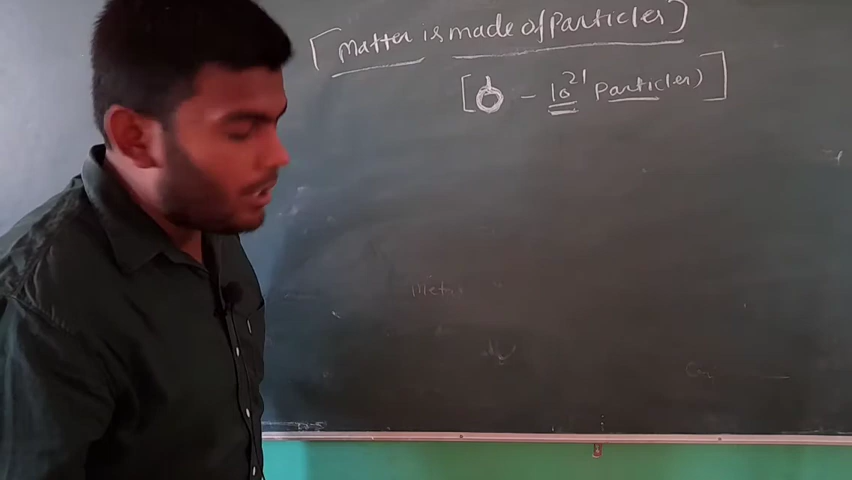 [Matter is made of Particles]
[ - 10²¹ Particles)]